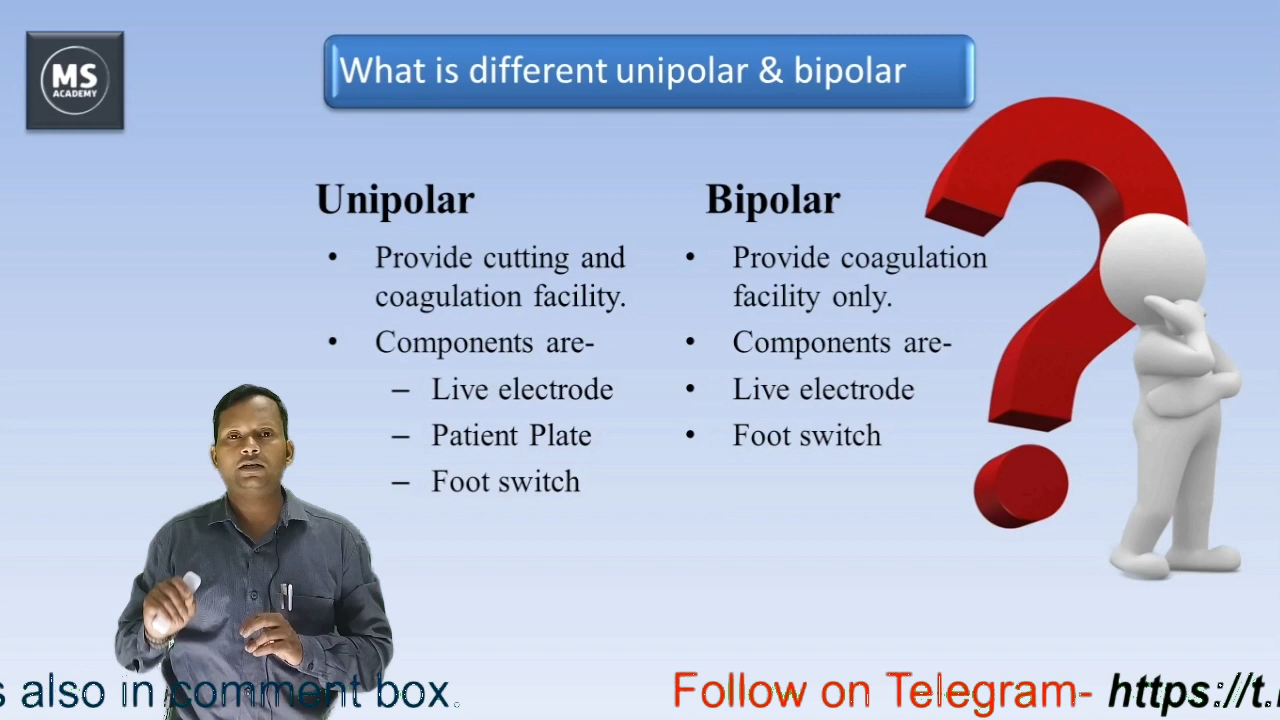 MS
ACADEMY
What is different unipolar & bipolar
Unipolar
• Provide cutting and
coagulation facility.
• Components are-
– Live electrode
– Patient Plate
– Foot switch
Bipolar
• Provide coagulation
facility only.
• Components are-
• Live electrode
• Foot switch
s also in comment box.
Follow on Telegram- https://t.